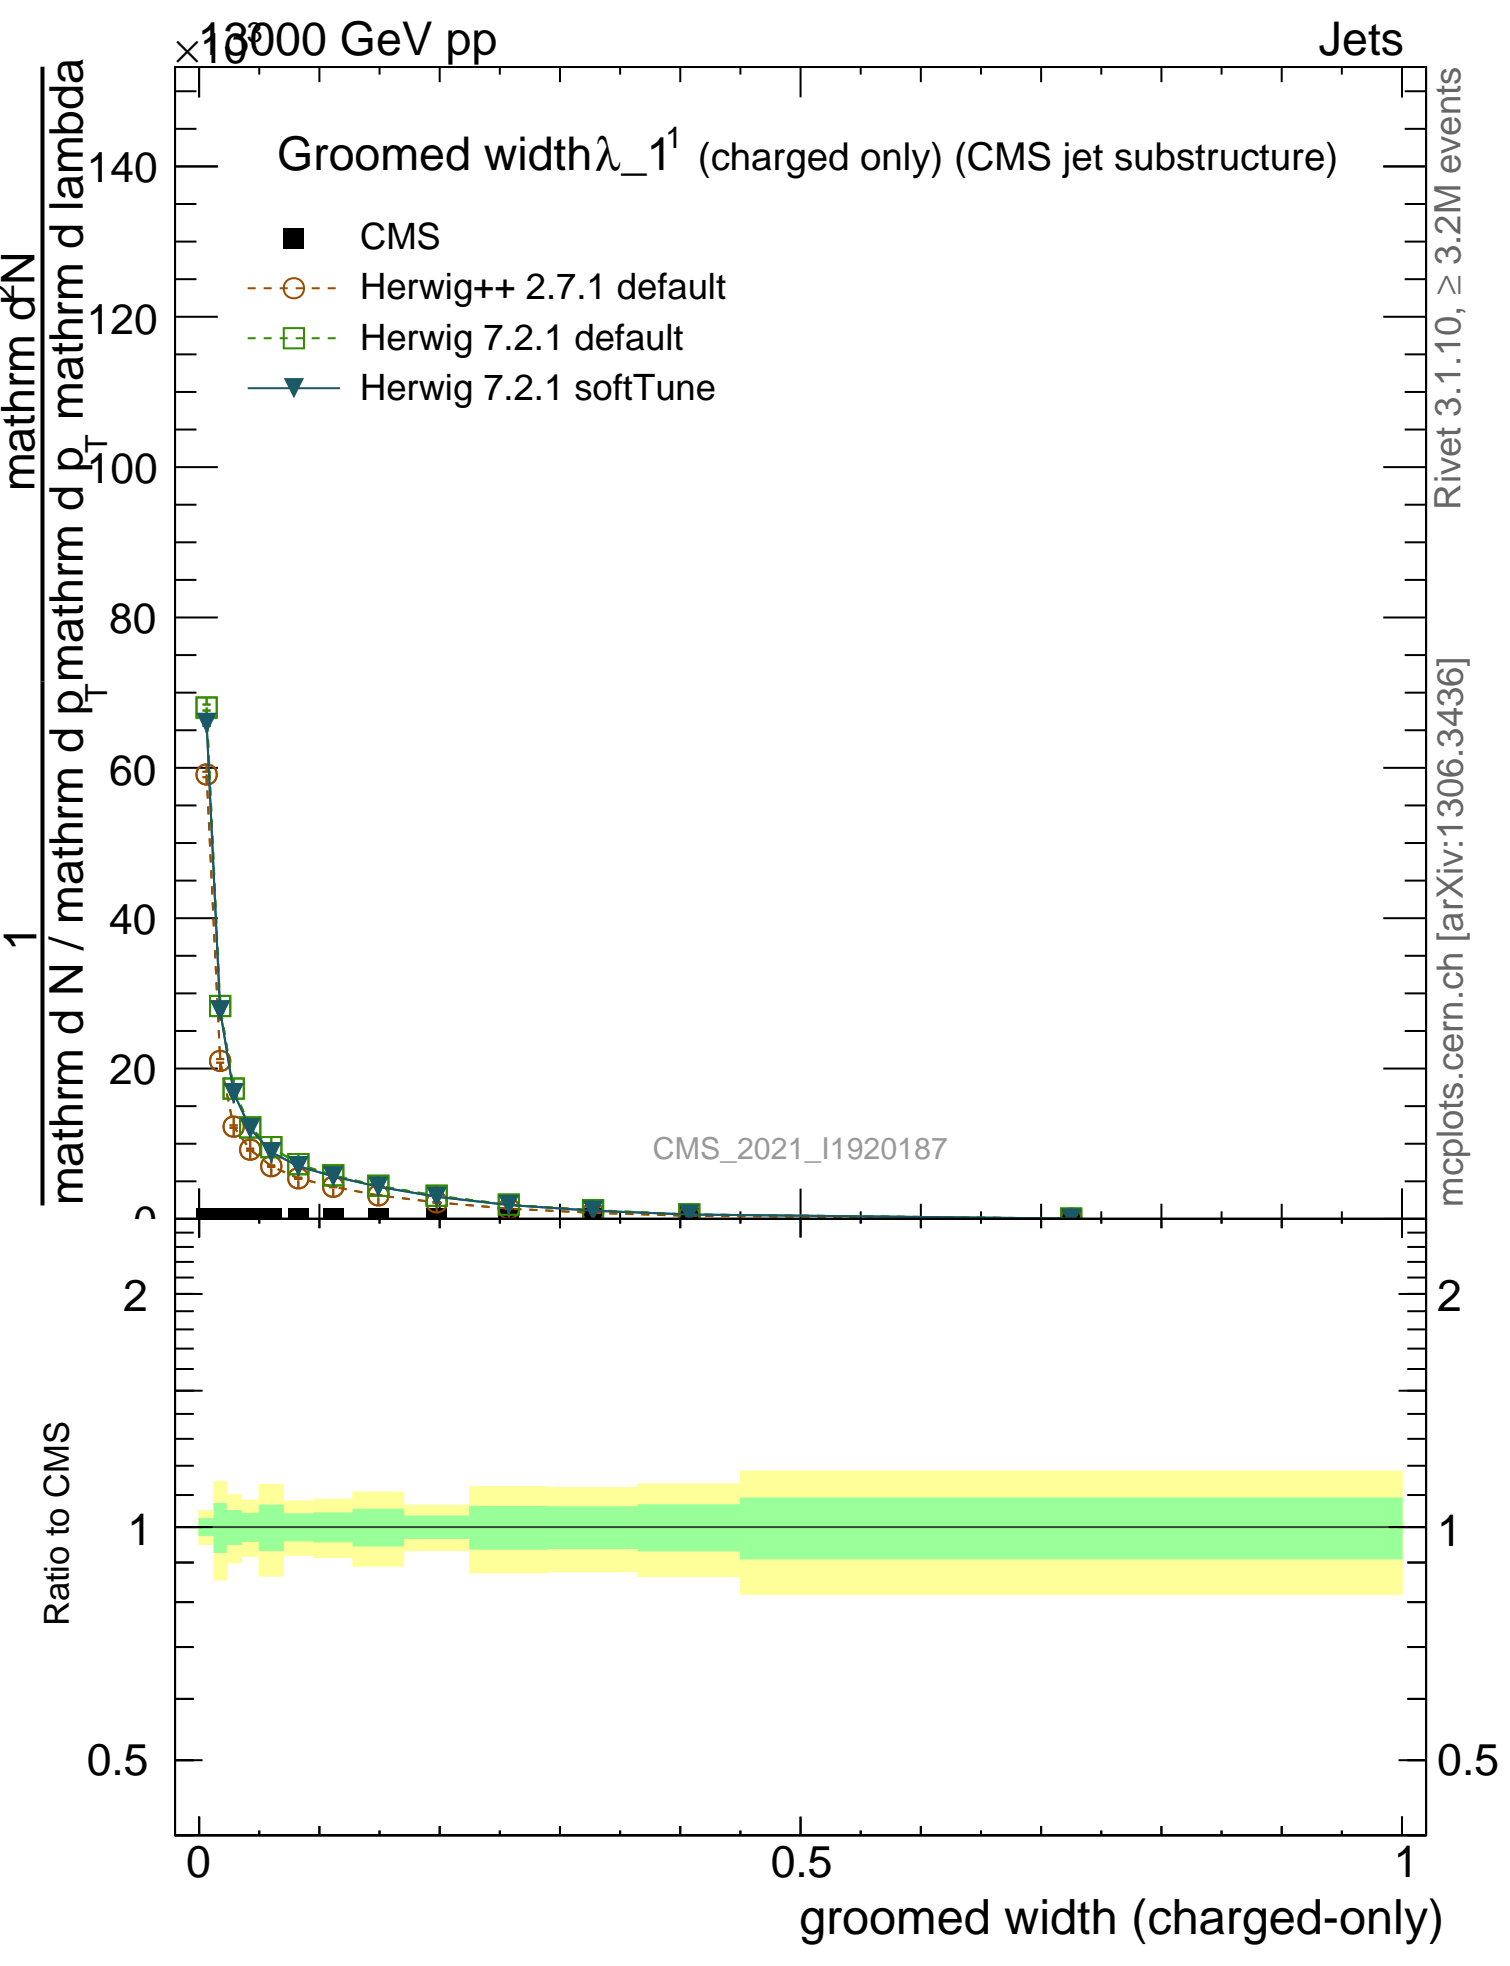 ×10³
13000 GeV pp
Jets
Groomed width λ_1¹ (charged only) (CMS jet substructure)
CMS
Herwig++ 2.7.1 default
Herwig 7.2.1 default
Herwig 7.2.1 softTune
140
120
100
80
60
40
20
0
mathrm d²N
mathrm d p_T mathrm d lambda
1
mathrm d N / mathrm d p_T
Rivet 3.1.10, ≥ 3.2M events
mcplots.cern.ch [arXiv:1306.3436]
CMS_2021_I1920187
Ratio to CMS
2
1
0.5
2
1
0.5
0
0.5
1
groomed width (charged-only)